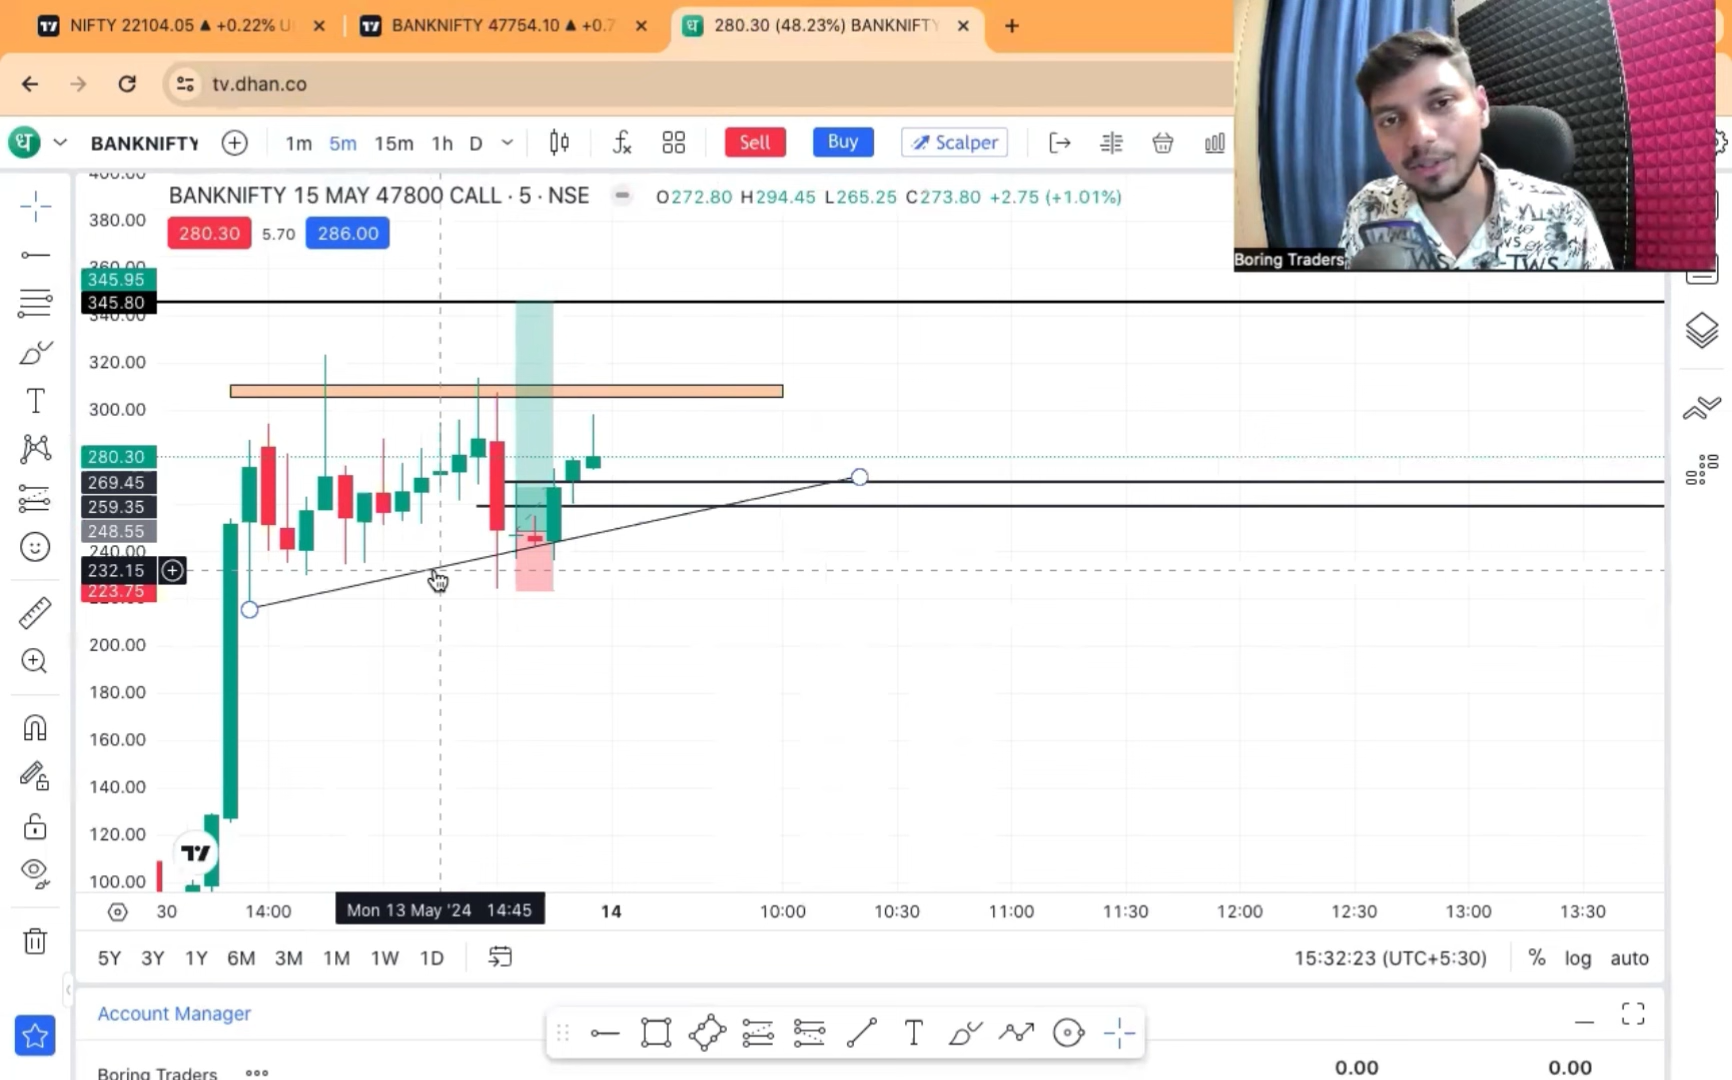 NIFTY 22104.05 ▲ +0.22%
BANKNIFTY 47754.10 ▲ +0.7
280.30 (48.23%) BANKNIFTY
tv.dhan.co
ध
BANKNIFTY
1m 5m 15m 1h D
Sell
Buy
Scalper
BANKNIFTY 15 MAY 47800 CALL · 5 · NSE
O272.80 H294.45 L265.25 C273.80 +2.75 (+1.01%)
280.30 5.70 286.00
Boring Traders
TWS
TWS
400.00
380.00
360.00
345.95
345.80
340.00
320.00
300.00
280.30
269.45
259.35
248.55
240.00
232.15
223.75
200.00
180.00
160.00
140.00
120.00
100.00
30 14:00 Mon 13 May '24 14:45 14 10:00 10:30 11:00 11:30 12:00 12:30 13:00 13:30
5Y 3Y 1Y 6M 3M 1M 1W 1D
15:32:23 (UTC+5:30) % log auto
Account Manager
T
Boring Traders
0.00 0.00